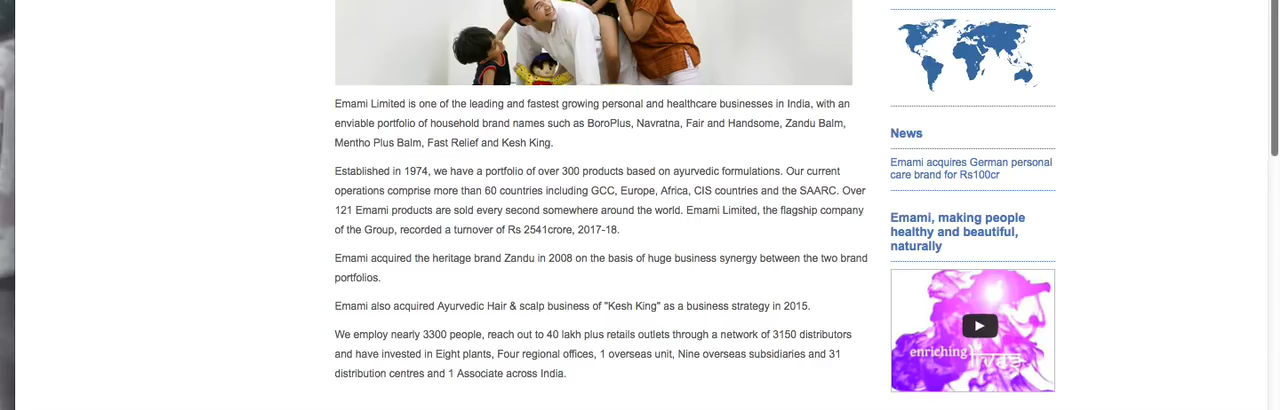 Emami Limited is one of the leading and fastest growing personal and healthcare businesses in India, with an
enviable portfolio of household brand names such as BoroPlus, Navratna, Fair and Handsome, Zandu Balm,
Mentho Plus Balm, Fast Relief and Kesh King.
Established in 1974, we have a portfolio of over 300 products based on ayurvedic formulations. Our current
operations comprise more than 60 countries including GCC, Europe, Africa, CIS countries and the SAARC. Over
121 Emami products are sold every second somewhere around the world. Emami Limited, the flagship company
of the Group, recorded a turnover of Rs 2541crore, 2017-18.
Emami acquired the heritage brand Zandu in 2008 on the basis of huge business synergy between the two brand
portfolios.
Emami also acquired Ayurvedic Hair & scalp business of "Kesh King" as a business strategy in 2015.
We employ nearly 3300 people, reach out to 40 lakh plus retails outlets through a network of 3150 distributors
and have invested in Eight plants, Four regional offices, 1 overseas unit, Nine overseas subsidiaries and 31
distribution centres and 1 Associate across India.
News
Emami acquires German personal
care brand for Rs100cr
Emami, making people
healthy and beautiful,
naturally
enriching